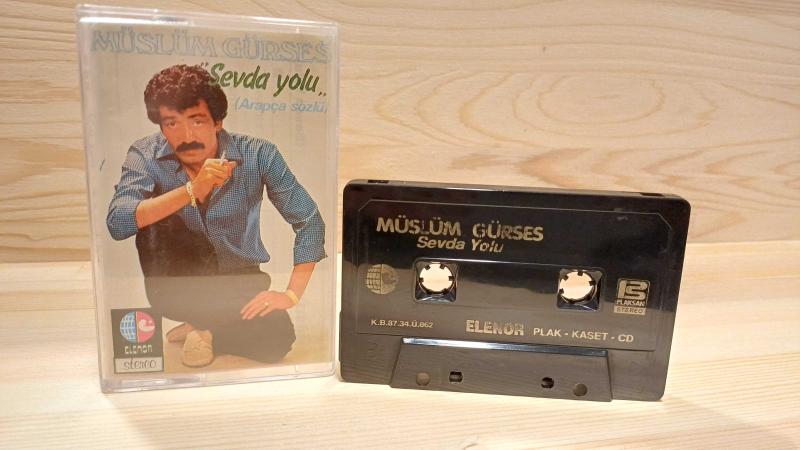 MÜSLÜM GÜRSES
"Sevda yolu„
(Arapça sözlü)
ELENOR
stereo
MÜSLÜM GÜRSES
Sevda Yolu
PLAKSAN
STEREO
K.B.87.34.Ü.862
ELENOR PLAK - KASET - CD